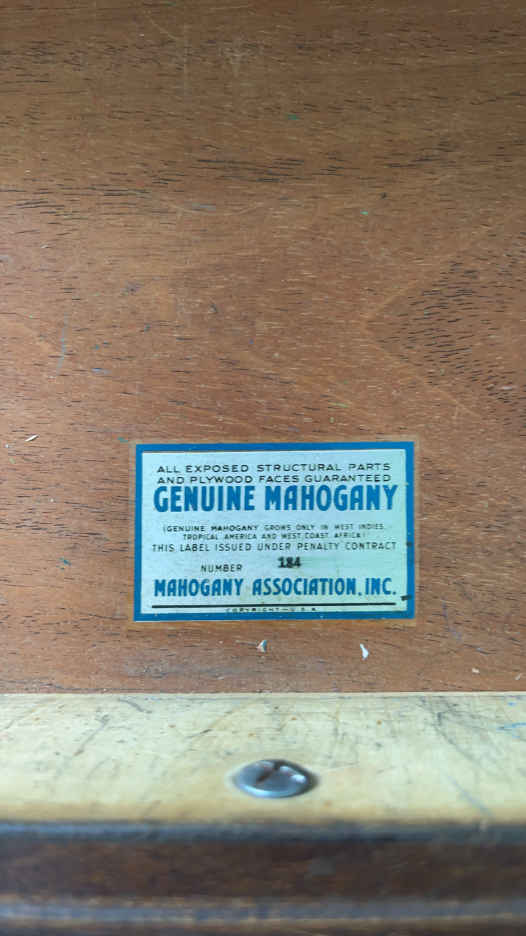 ALL EXPOSED STRUCTURAL PARTS
AND PLYWOOD FACES GUARANTEED
GENUINE MAHOGANY
(GENUINE MAHOGANY GROWS ONLY IN WEST INDIES,
TROPICAL AMERICA AND WEST COAST AFRICA)
THIS LABEL ISSUED UNDER PENALTY CONTRACT
NUMBER 184
MAHOGANY ASSOCIATION, INC.
COPYRIGHT—U.S.A.